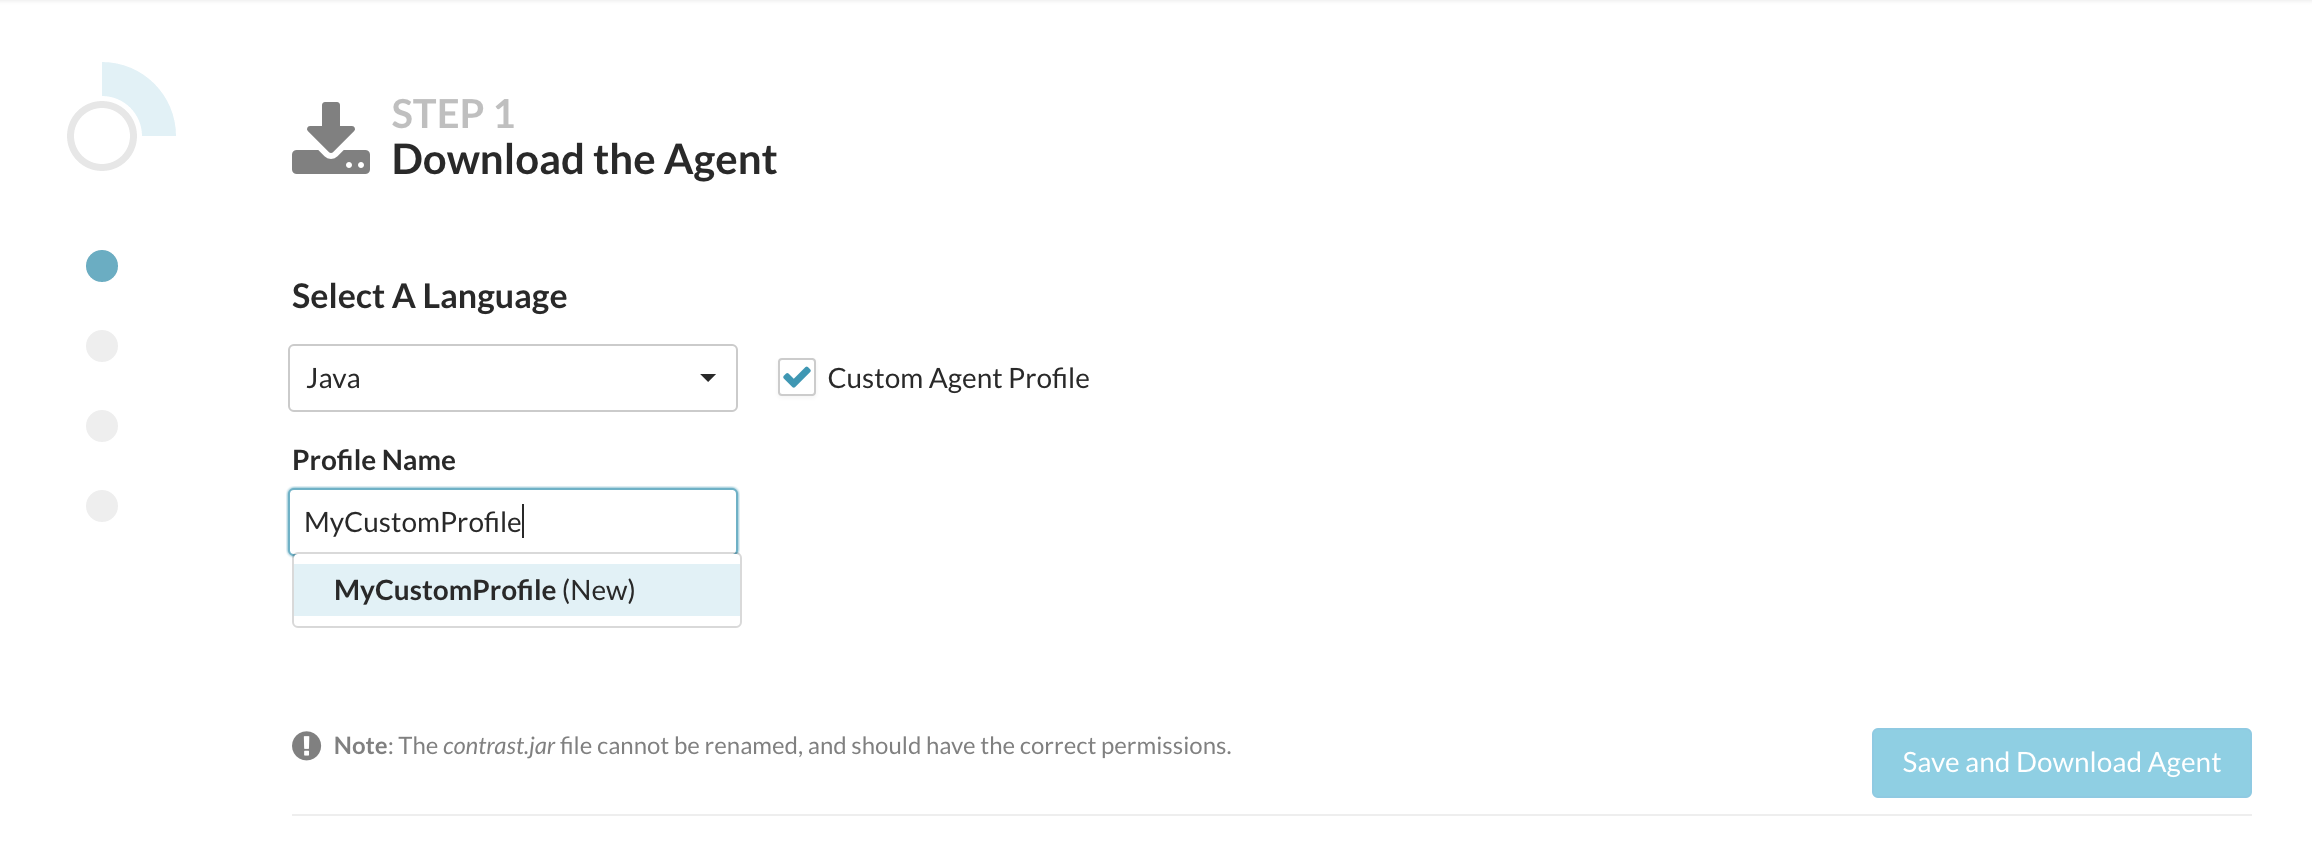 STEP 1
Download the Agent
Select A Language
Java
Custom Agent Profile
Profile Name
MyCustomProfile
MyCustomProfile (New)
Note: The contrast.jar file cannot be renamed, and should have the correct permissions.
Save and Download Agent